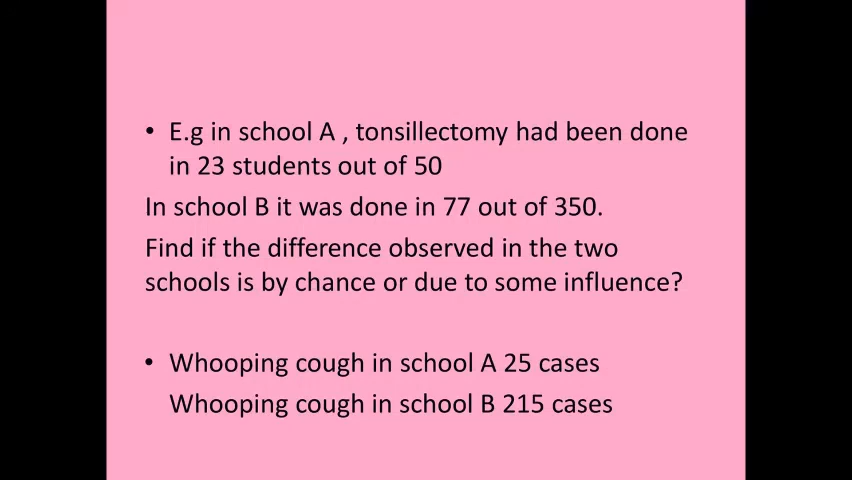 • E.g in school A , tonsillectomy had been done
in 23 students out of 50
In school B it was done in 77 out of 350.
Find if the difference observed in the two
schools is by chance or due to some influence?
• Whooping cough in school A 25 cases
Whooping cough in school B 215 cases